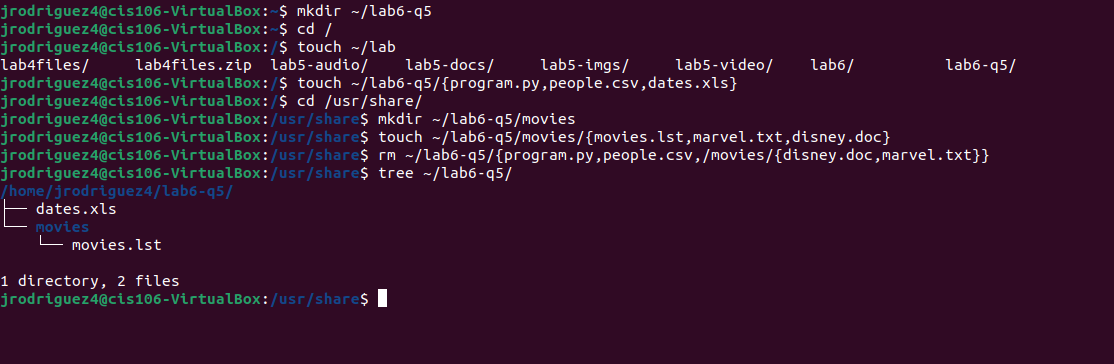 jrodriguez4@cis106-VirtualBox:~$ mkdir ~/lab6-q5
jrodriguez4@cis106-VirtualBox:~$ cd /
jrodriguez4@cis106-VirtualBox:/$ touch ~/lab
lab4files/     lab4files.zip  lab5-audio/    lab5-docs/     lab5-imgs/     lab5-video/    lab6/          lab6-q5/
jrodriguez4@cis106-VirtualBox:/$ touch ~/lab6-q5/{program.py,people.csv,dates.xls}
jrodriguez4@cis106-VirtualBox:/$ cd /usr/share/
jrodriguez4@cis106-VirtualBox:/usr/share$ mkdir ~/lab6-q5/movies
jrodriguez4@cis106-VirtualBox:/usr/share$ touch ~/lab6-q5/movies/{movies.lst,marvel.txt,disney.doc}
jrodriguez4@cis106-VirtualBox:/usr/share$ rm ~/lab6-q5/{program.py,people.csv,/movies/{disney.doc,marvel.txt}}
jrodriguez4@cis106-VirtualBox:/usr/share$ tree ~/lab6-q5/
/home/jrodriguez4/lab6-q5/
├── dates.xls
└── movies
    └── movies.lst
1 directory, 2 files
jrodriguez4@cis106-VirtualBox:/usr/share$